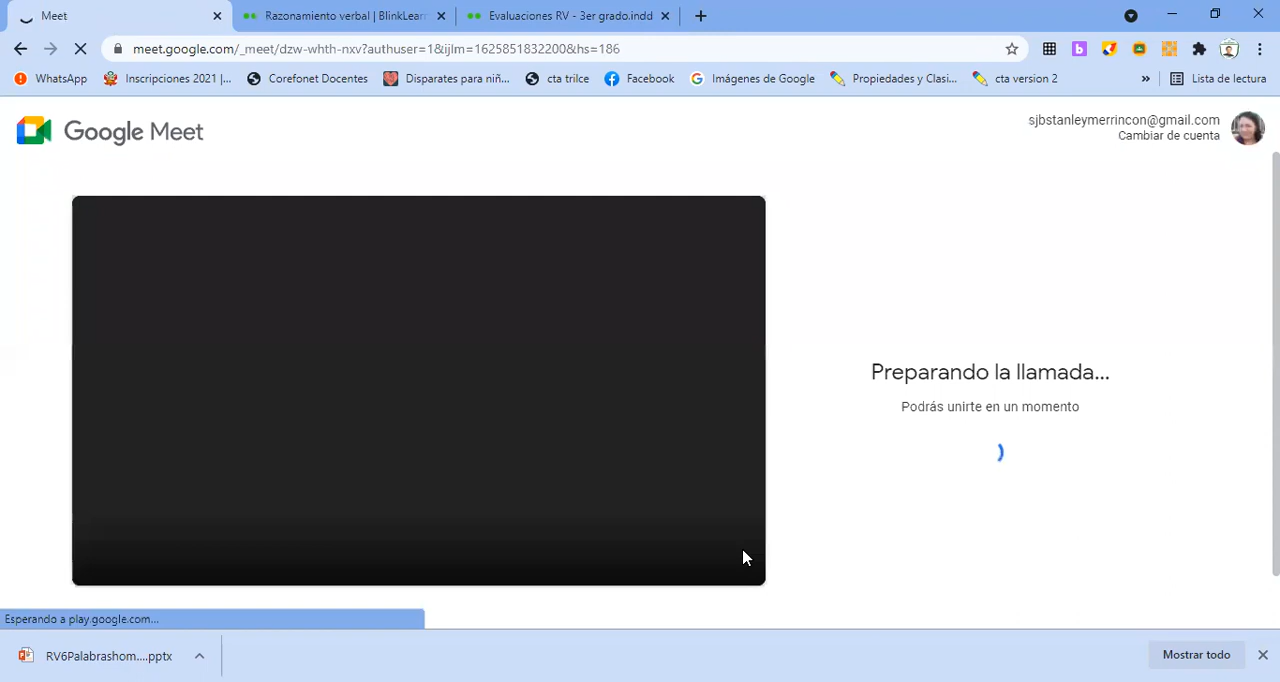 Meet
Razonamiento verbal | BlinkLearn
Evaluaciones RV - 3er grado.indd
meet.google.com/_meet/dzw-whth-nxv?authuser=1&ijlm=1625851832200&hs=186
WhatsApp
Inscripciones 2021 |...
Corefonet Docentes
Disparates para niñ...
cta trilce
Facebook
Imágenes de Google
Propiedades y Clasi...
cta version 2
»
Lista de lectura
Google Meet
sjbstanleymerrincon@gmail.com
Cambiar de cuenta
Preparando la llamada...
Podrás unirte en un momento
Esperando a play.google.com...
RV6Palabrashom....pptx
Mostrar todo